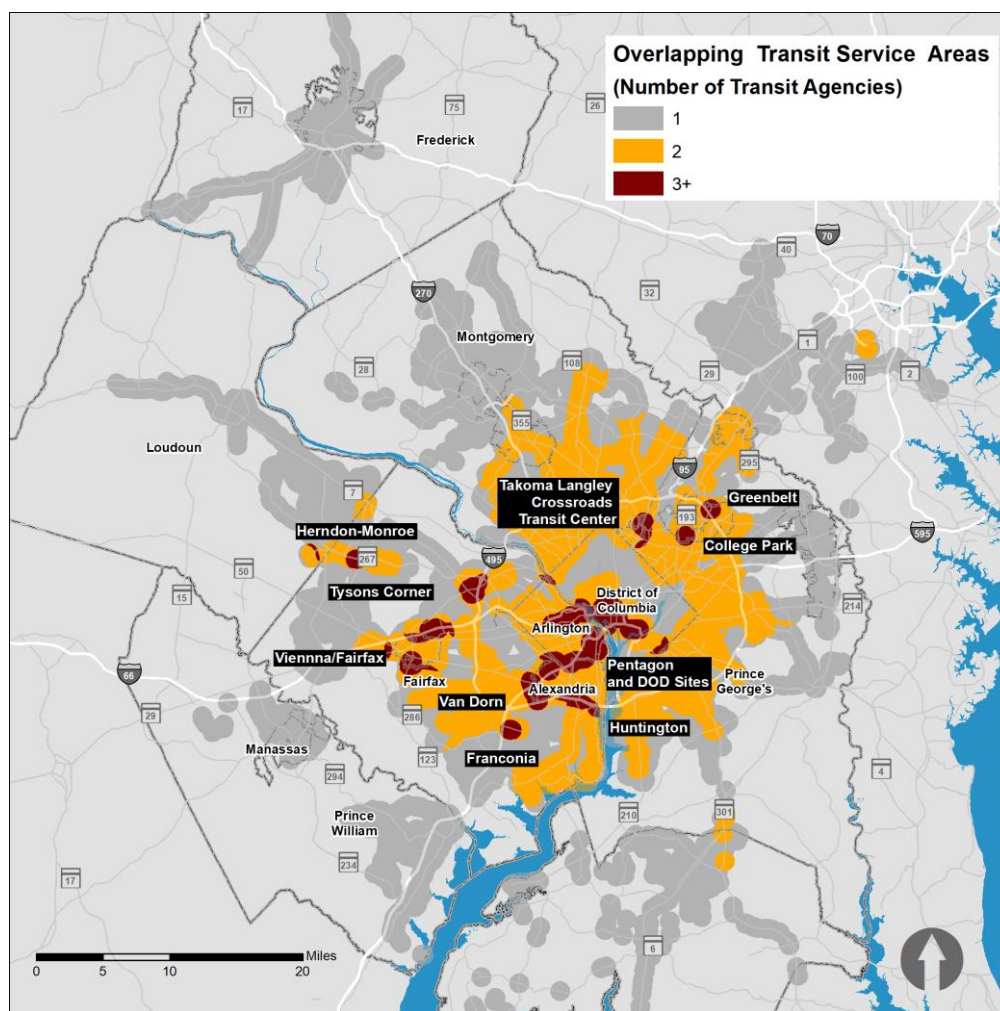 Overlapping Transit Service Areas
(Number of Transit Agencies)
1
2
3+
17
75
26
Frederick
70
40
270
32
Montgomery
1
29
108
100
2
28
355
Loudoun
95
295
7
Takoma Langley
Crossroads
Transit Center
Greenbelt
193
Herndon-Monroe
College Park
595
267
495
50
Tysons Corner
15
District of
Columbia
214
Arlington
Viennna/Fairfax
66
Fairfax
Pentagon
and DOD Sites
Prince
George's
Alexandria
Van Dorn
29
286
Huntington
Manassas
123
Franconia
294
4
301
210
Prince
William
234
17
6
Miles
0
5
10
20